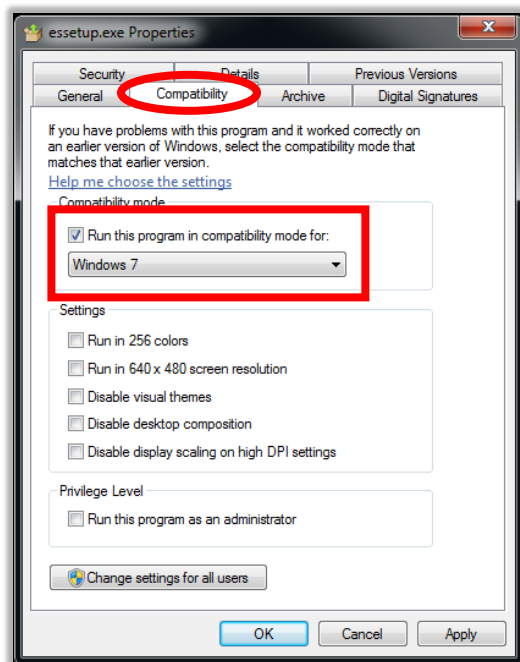 essetup.exe Properties
Security Details Previous Versions
General Compatibility Archive Digital Signatures
If you have problems with this program and it worked correctly on
an earlier version of Windows, select the compatibility mode that
matches that earlier version.
Help me choose the settings
Compatibility mode
Run this program in compatibility mode for:
Windows 7
Settings
Run in 256 colors
Run in 640 x 480 screen resolution
Disable visual themes
Disable desktop composition
Disable display scaling on high DPI settings
Privilege Level
Run this program as an administrator
Change settings for all users
OK Cancel Apply